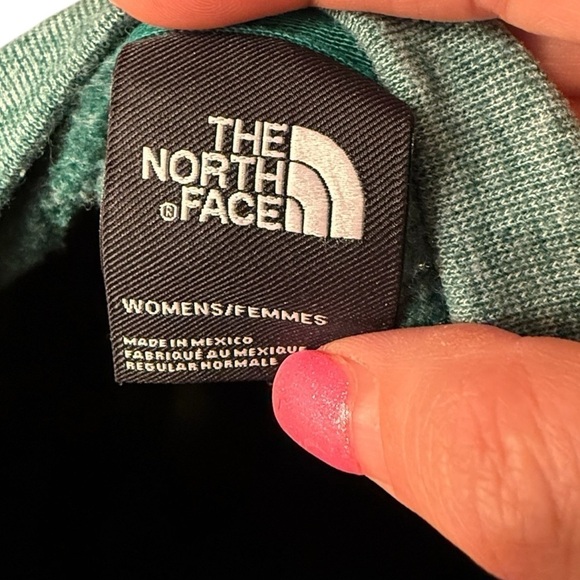 THE
NORTH
® FACE
WOMENS/FEMMES
MADE IN MEXICO
FABRIQUÉ AU MEXIQUE
REGULAR NORMALE